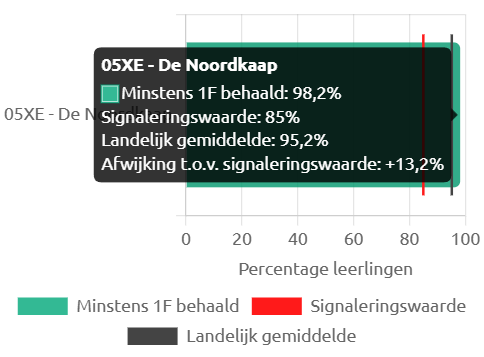 05XE - De Noordkaap
Minstens 1F behaald: 98,2%
05XE - De Noordkaap
Signaleringswaarde: 85%
Landelijk gemiddelde: 95,2%
Afwijking t.o.v. signaleringswaarde: +13,2%
0 20 40 60 80 100
Percentage leerlingen
Minstens 1F behaald Signaleringswaarde
Landelijk gemiddelde